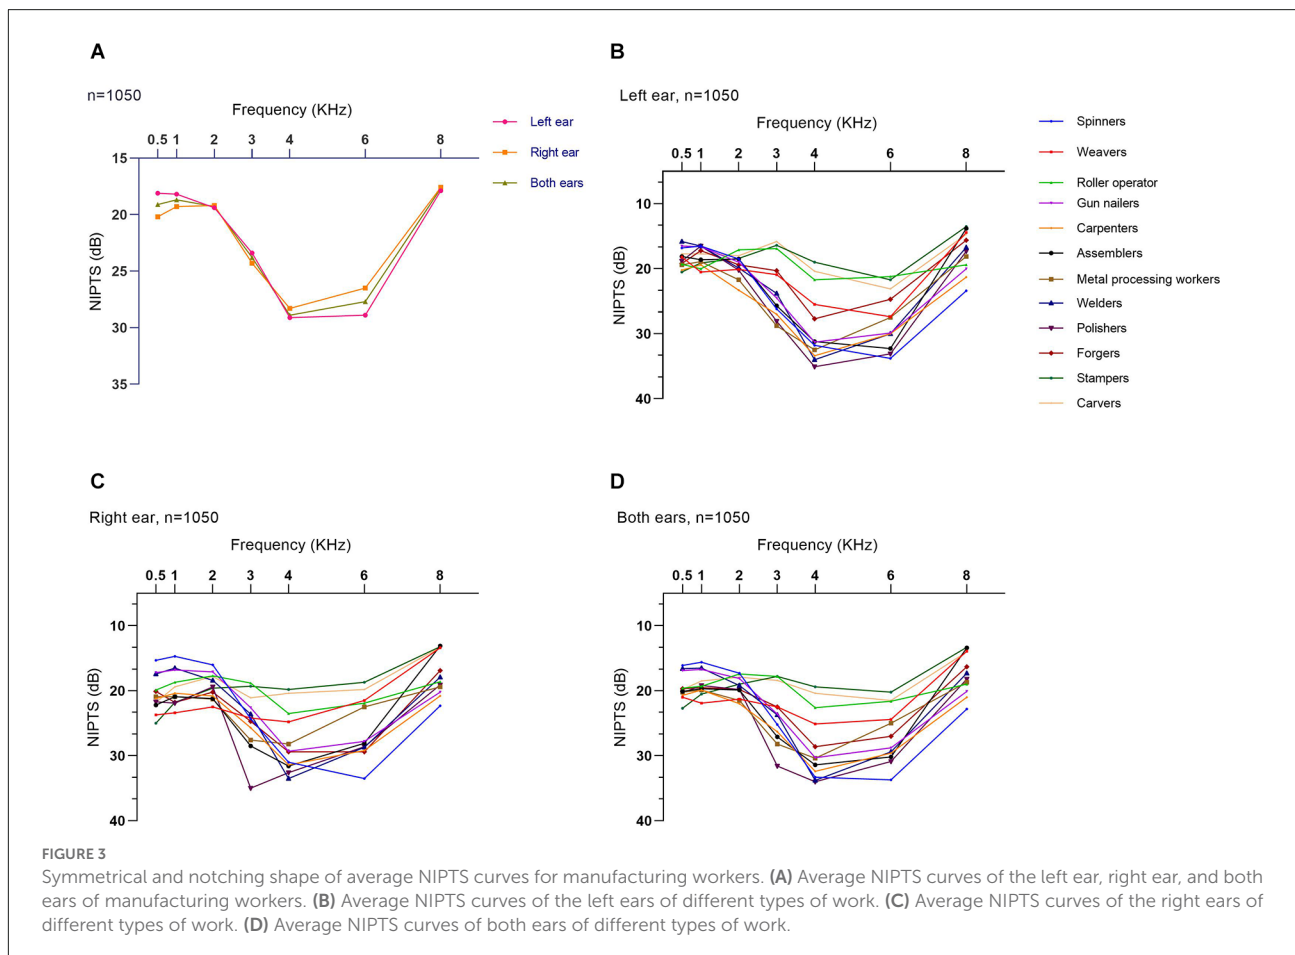 A
n=1050
Frequency (KHz)
0.5 1 2 3 4 6 8
15
20
25
30
35
NIPTS (dB)
Left ear
Right ear
Both ears
B
Left ear, n=1050
Frequency (KHz)
0.5 1 2 3 4 6 8
10
20
30
40
NIPTS (dB)
Spinners
Weavers
Roller operator
Gun nailers
Carpenters
Assemblers
Metal processing workers
Welders
Polishers
Forgers
Stampers
Carvers
C
Right ear, n=1050
Frequency (KHz)
0.5 1 2 3 4 6 8
10
20
30
40
NIPTS (dB)
D
Both ears, n=1050
Frequency (KHz)
0.5 1 2 3 4 6 8
10
20
30
40
NIPTS (dB)
FIGURE 3
Symmetrical and notching shape of average NIPTS curves for manufacturing workers. (A) Average NIPTS curves of the left ear, right ear, and both
ears of manufacturing workers. (B) Average NIPTS curves of the left ears of different types of work. (C) Average NIPTS curves of the right ears of
different types of work. (D) Average NIPTS curves of both ears of different types of work.